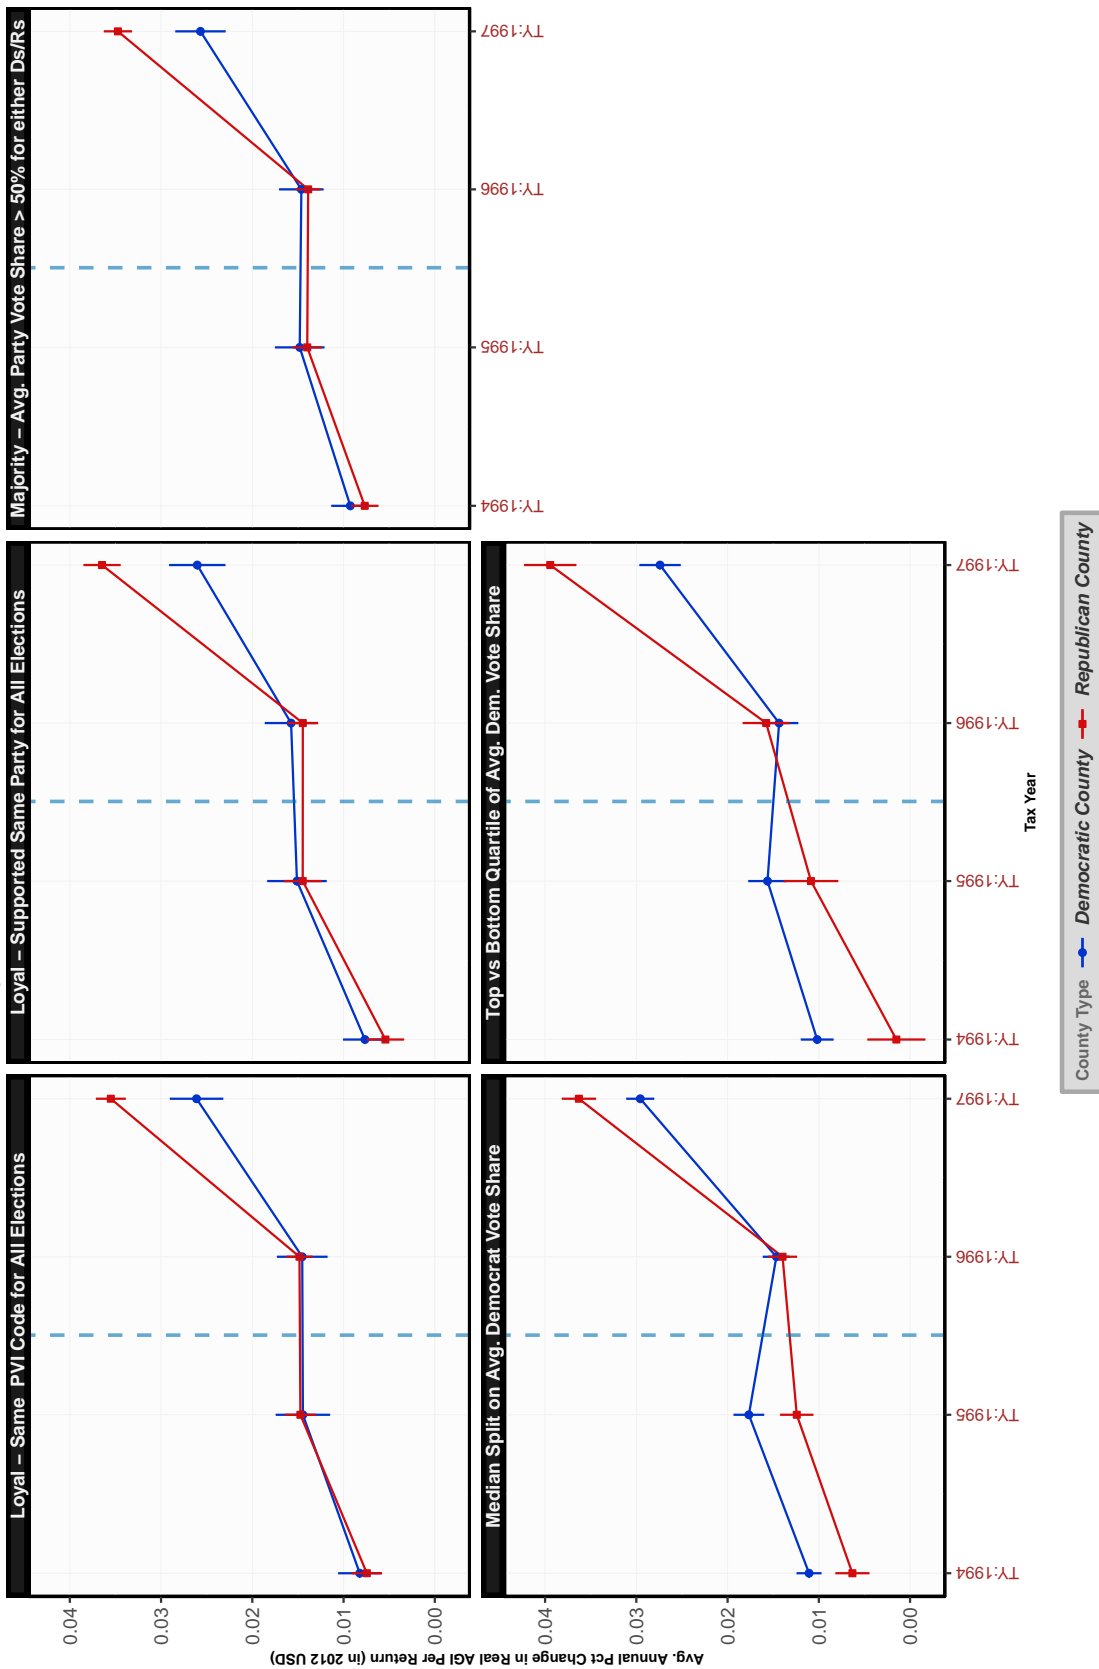 Loyal – Same  PVI Code for All Elections
Loyal – Supported Same Party for All Elections
Majority – Avg. Party Vote Share > 50% for either Ds/Rs
0.04
0.03
0.02
0.01
0.00
TY:1994
TY:1995
TY:1996
TY:1997
Median Split on Avg. Democrat Vote Share
Top vs Bottom Quartile of Avg. Dem. Vote Share
0.04
0.03
0.02
0.01
0.00
TY:1994
TY:1995
TY:1996
TY:1997
TY:1994
TY:1995
TY:1996
TY:1997
Avg. Annual Pct Change in Real AGI Per Return (in 2012 USD)
Tax Year
County Type Democratic County Republican County